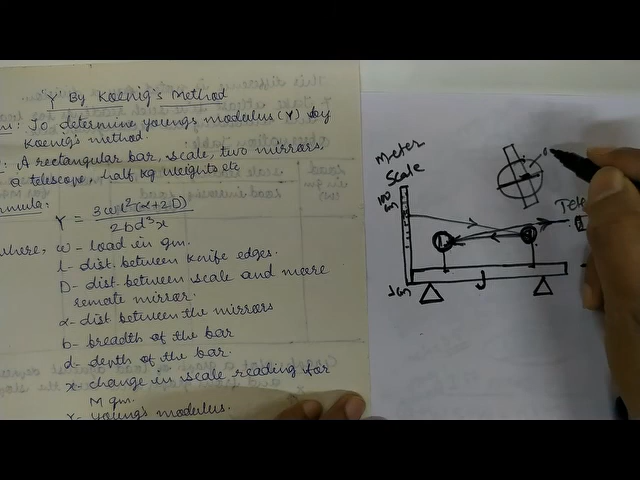 'Y' By Koenig's Method
To determine youngs modulus (Y) by
Koenig's method.
A rectangular bar, scale, two mirrors,
a telescope, half kg weights etc
Y = 3wl²(α+2D) / 2bd³x
where, w - load in gm.
l - dist. between knife edges.
D - dist. between scale and more
remote mirror.
α - dist between the mirrors
b - breadth of the bar
d - depth of the bar.
x - change in scale reading for
M gm.
Y - Youngs modulus.
Meter
Scale
100
cm
Tele